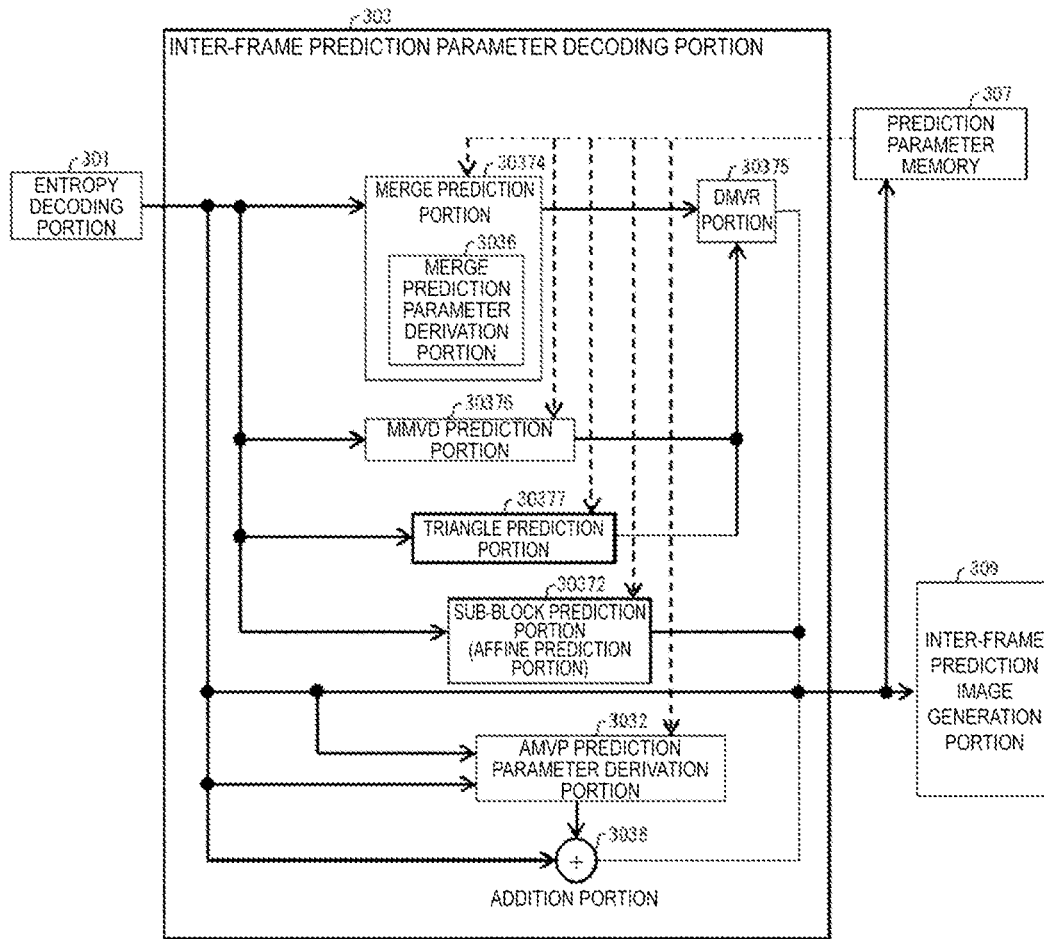 303
INTER-FRAME PREDICTION PARAMETER DECODING PORTION
307
PREDICTION
PARAMETER
MEMORY
301
ENTROPY
DECODING
PORTION
30374
MERGE PREDICTION
PORTION
3036
MERGE
PREDICTION
PARAMETER
DERIVATION
PORTION
30375
DMVR
PORTION
30376
MMVD PREDICTION
PORTION
30377
TRIANGLE PREDICTION
PORTION
30372
SUB-BLOCK PREDICTION
PORTION
(AFFINE PREDICTION
PORTION)
309
INTER-FRAME
PREDICTION
IMAGE
GENERATION
PORTION
3032
AMVP PREDICTION
PARAMETER DERIVATION
PORTION
3038
+
ADDITION PORTION